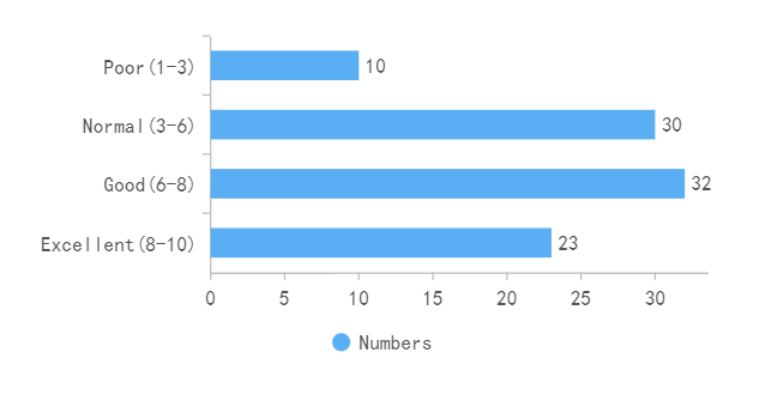 Poor(1-3) 10
Normal(3-6) 30
Good(6-8) 32
Excellent(8-10) 23
0 5 10 15 20 25 30
Numbers